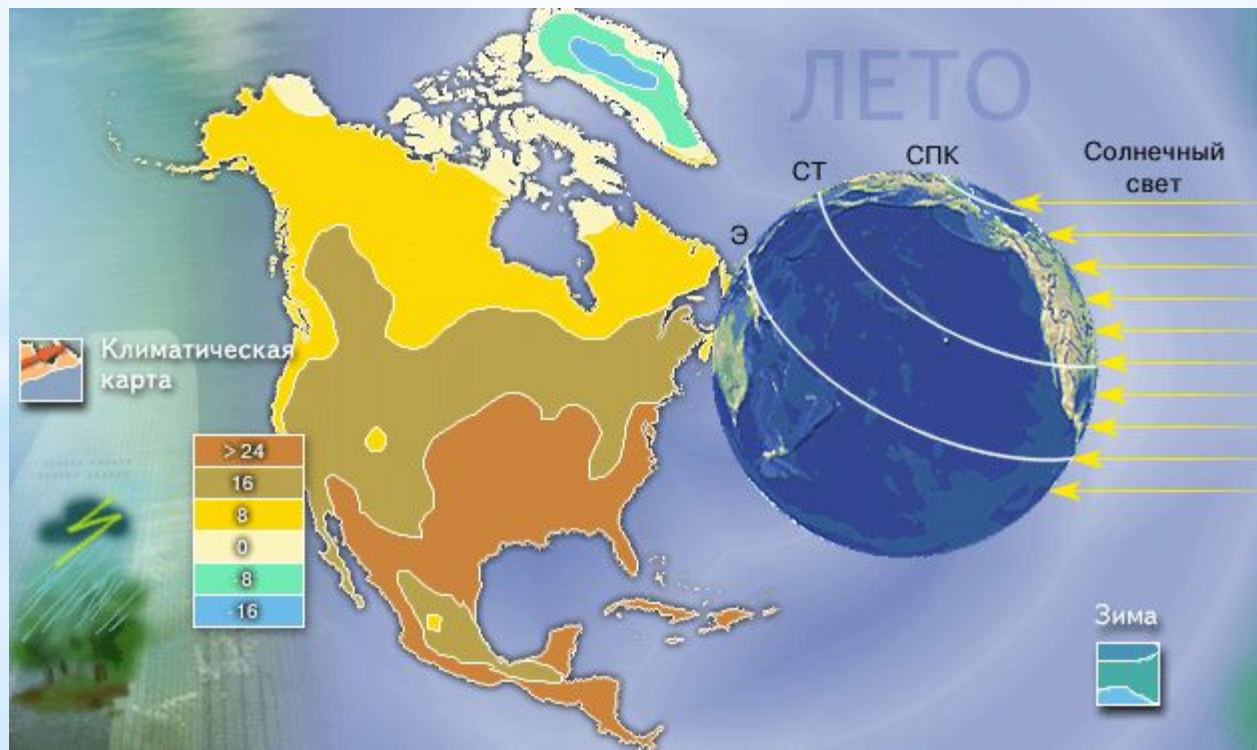 ЛЕТО
СПК
Солнечный
свет
СТ
Э
Климатическая
карта
> 24
16
8
0
-8
-16
Зима